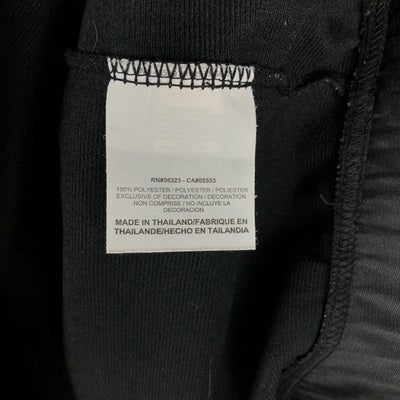 RN#56323 - CA#05553
100% POLYESTER / POLYESTER / POLIESTER
EXCLUSIVE OF DECORATION / DECORATION
NON COMPRISE / NO INCLUYE LA
DECORACION
MADE IN THAILAND/FABRIQUE EN
THAILANDE/HECHO EN TAILANDIA